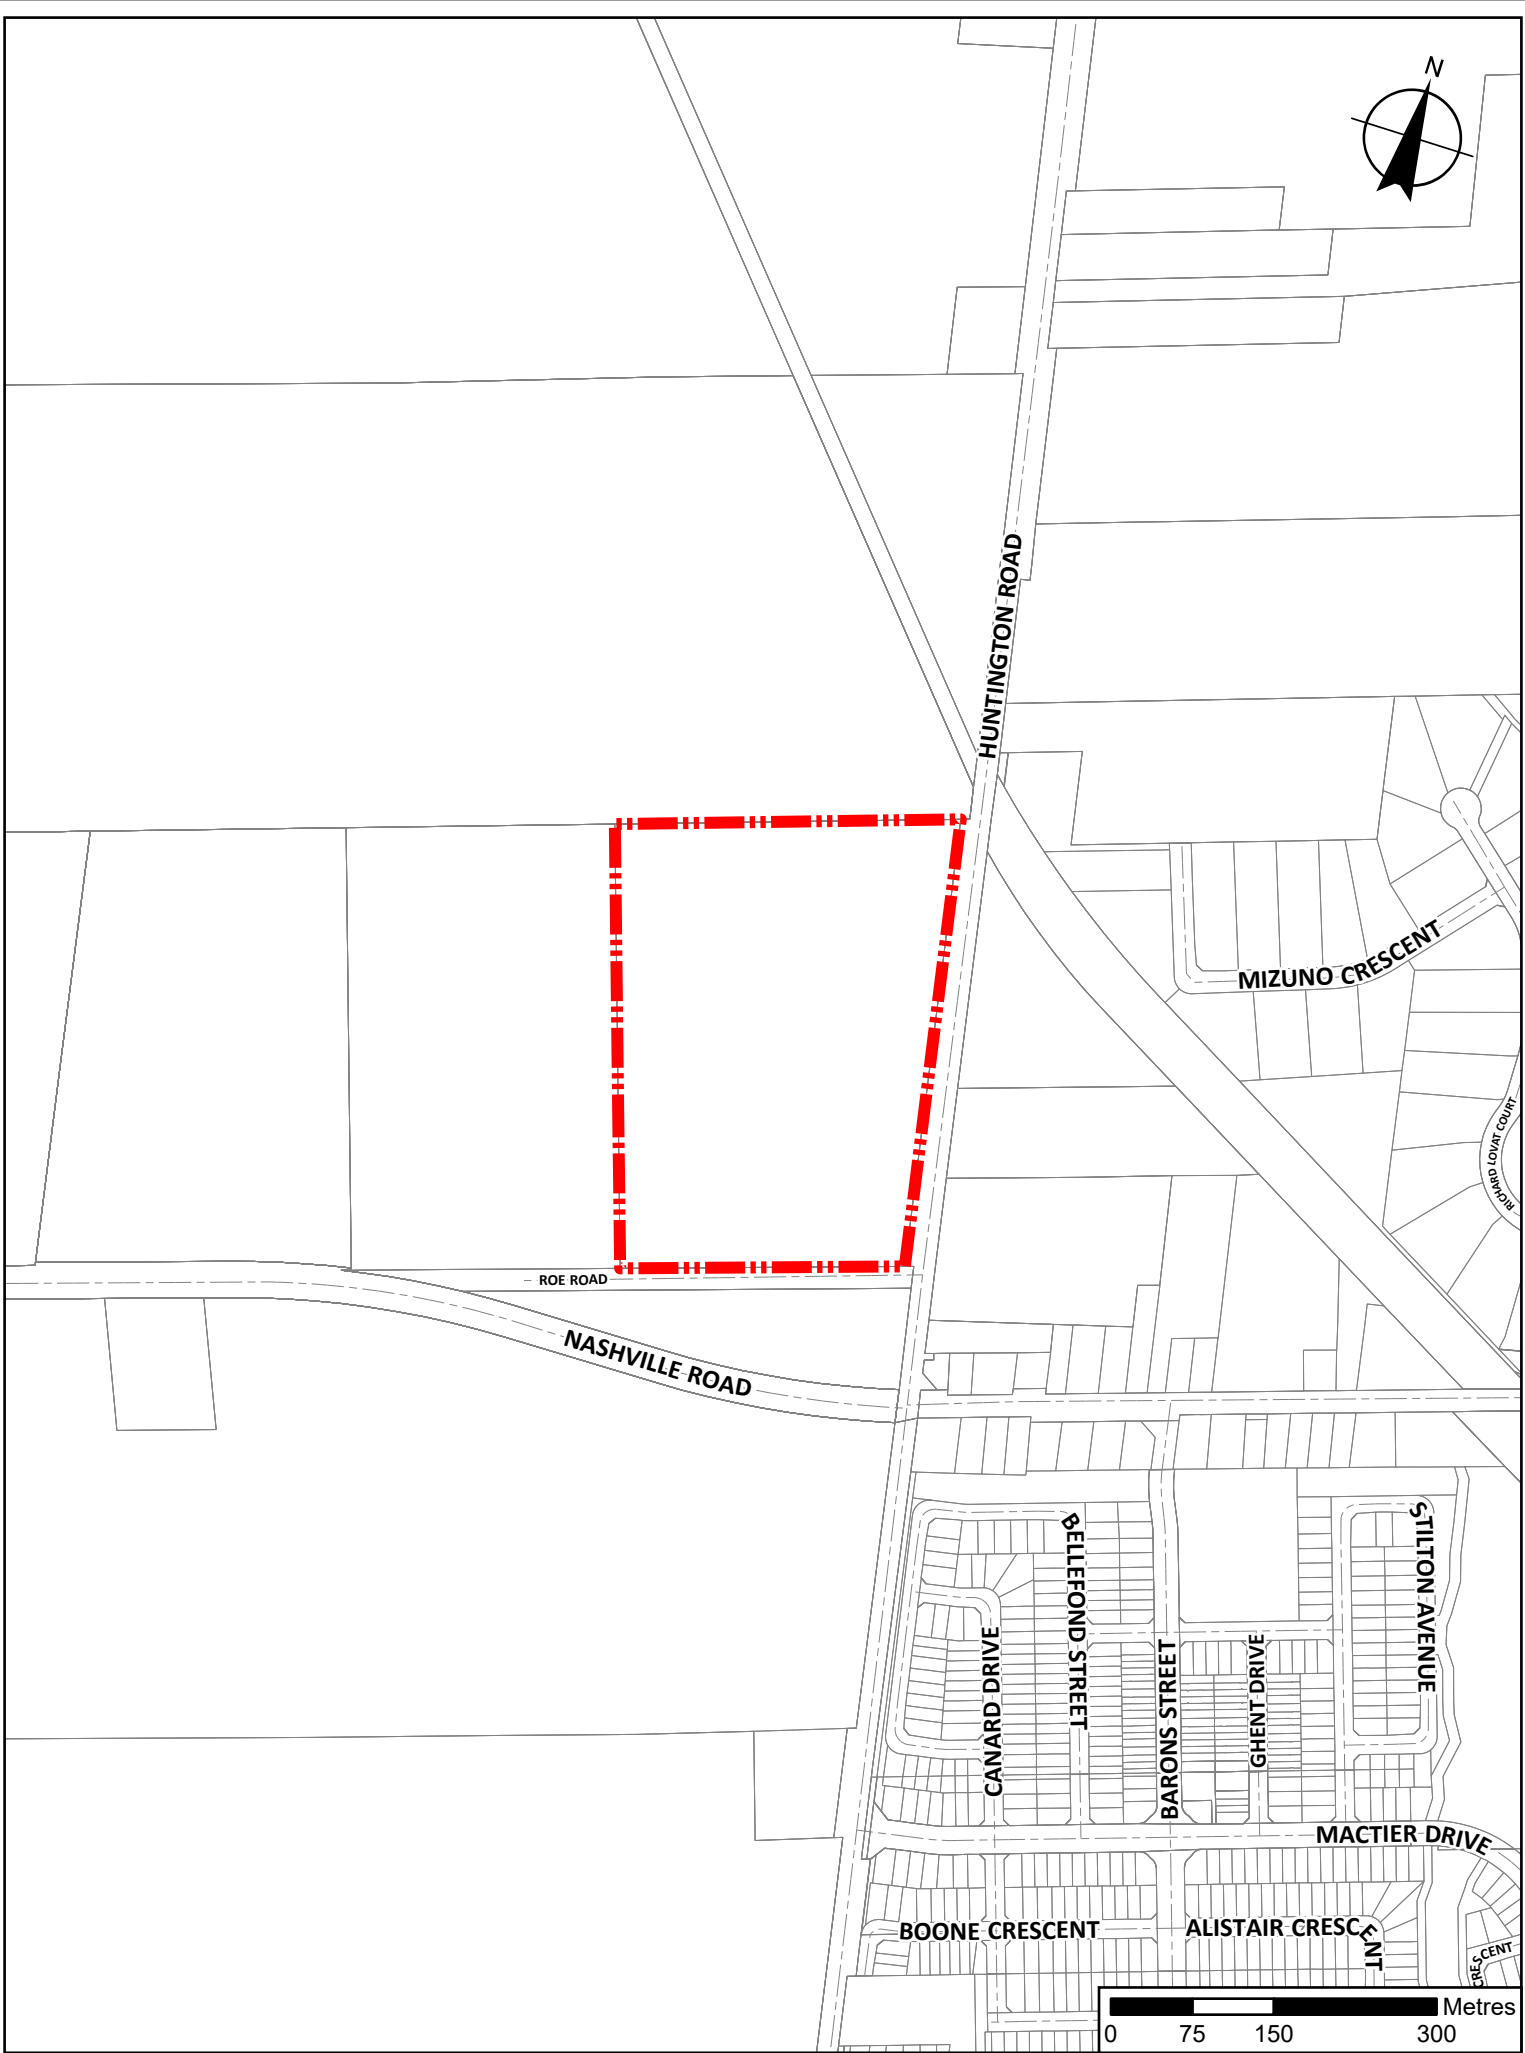 N
HUNTINGTON ROAD
MIZUNO CRESCENT
RICHARD LOVAT COURT
ROE ROAD
NASHVILLE ROAD
BELLEFOND STREET
STILTON AVENUE
CANARD DRIVE
BARONS STREET
GHENT DRIVE
MACTIER DRIVE
BOONE CRESCENT
ALISTAIR CRESCENT
CRESCENT
Metres
0 75 150 300